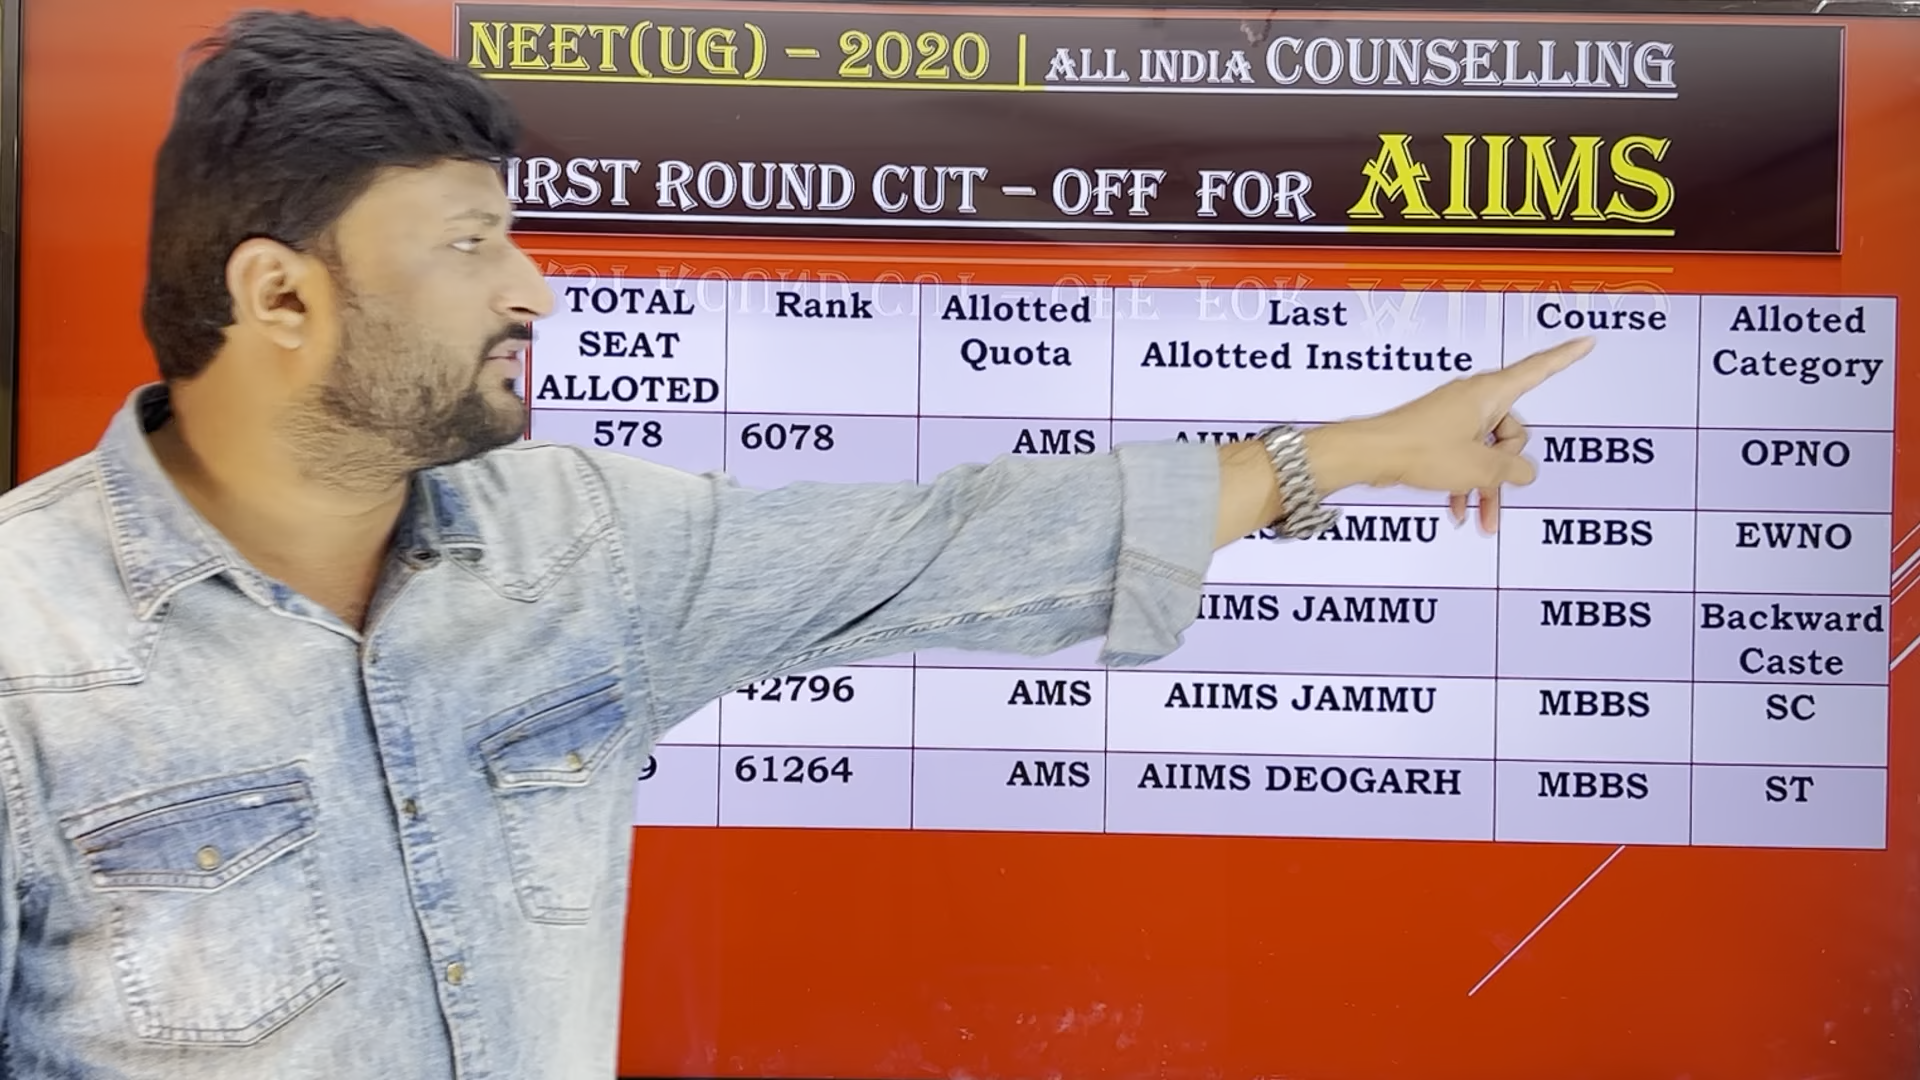 NEET(UG) – 2020 | ALL INDIA COUNSELLING
ROUND CUT – OFF FOR AIIMS
TOTAL SEAT ALLOTED Rank Allotted Quota Last Allotted Institute Course Alloted Category
578 6078 AMS MBBS OPNO
JAMMU MBBS EWNO
AIIMS JAMMU MBBS Backward Caste
42796 AMS AIIMS JAMMU MBBS SC
61264 AMS AIIMS DEOGARH MBBS ST